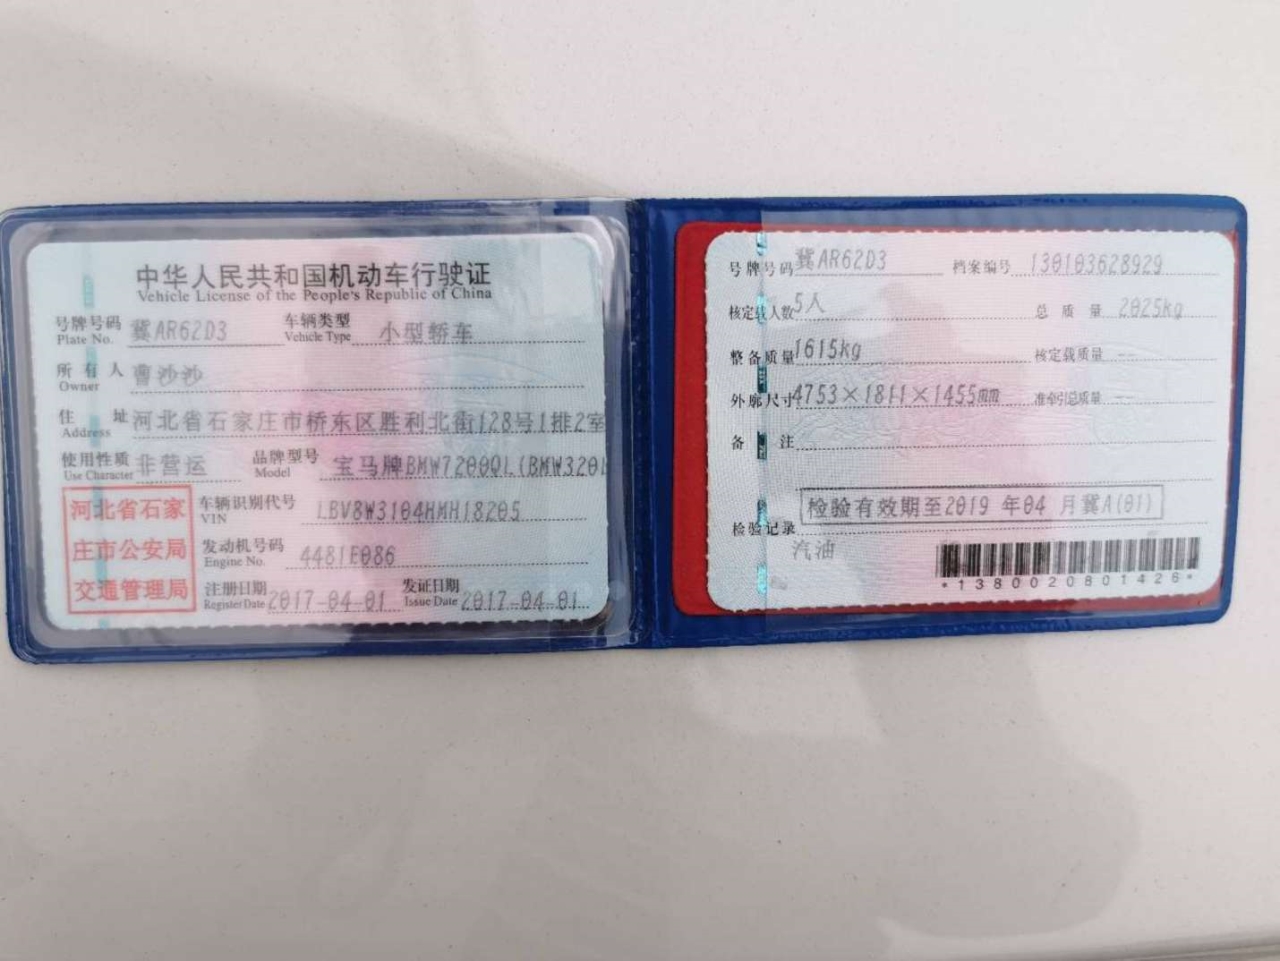 中华人民共和国机动车行驶证
Vehicle License of the People's Republic of China
号牌号码 冀AR62D3 车辆类型 小型轿车
Plate No. Vehicle Type
所有人 曹沙沙
Owner
住址 河北省石家庄市桥东区胜利北街128号1排2室
Address
使用性质 非营运 品牌型号 宝马牌BMW7200QL(BMW320l
Use Character Model
河北省石家
庄市公安局
交通管理局
车辆识别代号 LBV8W3104HMH18205
VIN
发动机号码 4481E086
Engine No.
注册日期 2017-04-01 发证日期 2017-04-01
Register Date Issue Date
号牌号码 冀AR62D3 档案编号 130103628929
核定载人数 5人 总质量 2025kg
整备质量 1615kg 核定载质量 --
外廓尺寸 4753×1811×1455mm 准牵引总质量 --
备注
检验有效期至2019年04月冀A(01)
检验记录
汽油
*1380020801426*